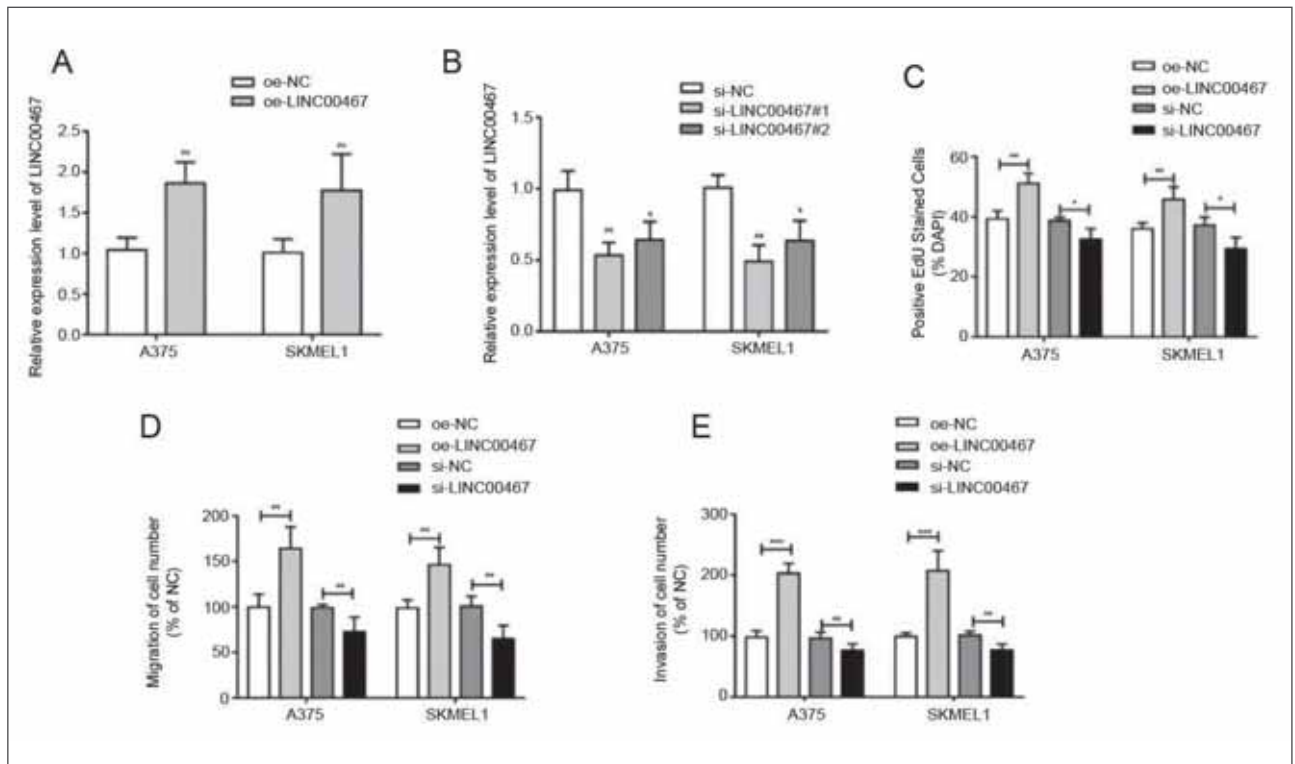 A
oe-NC
oe-LINC00467
Relative expression level of LINC00467
2.5
2.0
1.5
1.0
0.5
0.0
A375
SKMEL1
B
si-NC
si-LINC00467#1
si-LINC00467#2
Relative expression level of LINC00467
1.5
1.0
0.5
0.0
**
*
**
*
A375
SKMEL1
C
oe-NC
oe-LINC00467
si-NC
si-LINC00467
Positive EdU Stained Cells
(% DAPI)
60
40
20
0
**
*
**
*
A375
SKMEL1
D
oe-NC
oe-LINC00467
si-NC
si-LINC00467
Migration of cell number
(% of NC)
200
150
100
50
0
**
**
**
**
A375
SKMEL1
E
oe-NC
oe-LINC00467
si-NC
si-LINC00467
Invasion of cell number
(% of NC)
300
200
100
0
***
**
***
**
A375
SKMEL1